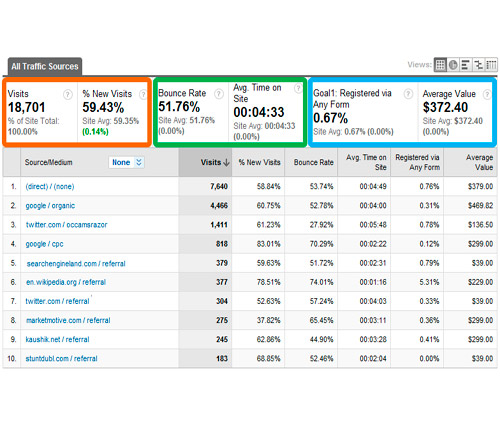 All Traffic Sources
Views:
Visits ?
18,701
% of Site Total:
100.00%
% New Visits ?
59.43%
Site Avg: 59.35%
(0.14%)
Bounce Rate ?
51.76%
Site Avg: 51.76%
(0.00%)
Avg. Time on ?
Site
00:04:33
Site Avg: 00:04:33
(0.00%)
Goal1: Registered via ?
Any Form
0.67%
Site Avg: 0.67% (0.00%)
Average Value ?
$372.40
Site Avg: $372.40
(0.00%)
Source/Medium None Visits ↓ % New Visits Bounce Rate Avg. Time on Site Registered via Any Form Average Value
1. (direct) / (none) 7,640 58.84% 53.74% 00:04:49 0.76% $379.00
2. google / organic 4,466 60.75% 52.78% 00:04:00 0.31% $469.82
3. twitter.com / occamsrazor 1,411 61.23% 27.92% 00:05:48 0.78% $136.50
4. google / cpc 818 83.01% 70.29% 00:02:22 0.12% $299.00
5. searchengineland.com / referral 379 59.63% 51.72% 00:02:31 0.79% $39.00
6. en.wikipedia.org / referral 377 78.51% 74.01% 00:01:16 5.31% $229.00
7. twitter.com / referral 304 52.63% 57.24% 00:04:03 0.33% $39.00
8. marketmotive.com / referral 275 37.82% 65.45% 00:03:11 0.36% $299.00
9. kaushik.net / referral 245 62.86% 44.90% 00:03:28 0.41% $299.00
10. stuntdubl.com / referral 183 68.85% 52.46% 00:02:04 0.00% $39.00